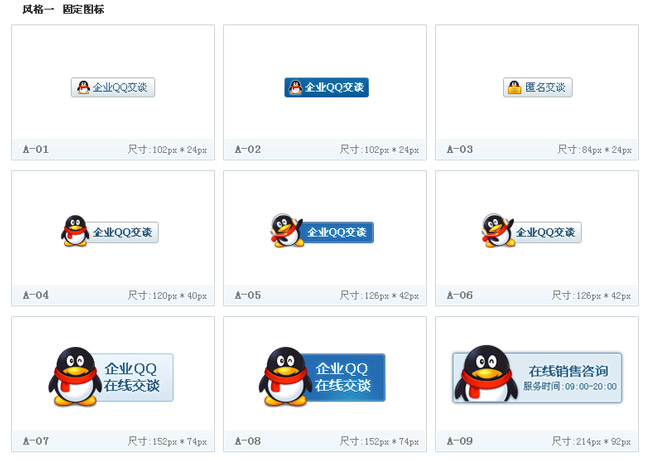 风格一 固定图标
企业QQ交谈
企业QQ交谈
匿名交谈
A-01 尺寸:102px * 24px
A-02 尺寸:102px * 24px
A-03 尺寸:84px * 24px
企业QQ交谈
企业QQ交谈
企业QQ交谈
A-04 尺寸:120px * 40px
A-05 尺寸:126px * 42px
A-06 尺寸:126px * 42px
企业QQ
在线交谈
企业QQ
在线交谈
在线销售咨询
服务时间:09:00-20:00
A-07 尺寸:152px * 74px
A-08 尺寸:152px * 74px
A-09 尺寸:214px * 92px